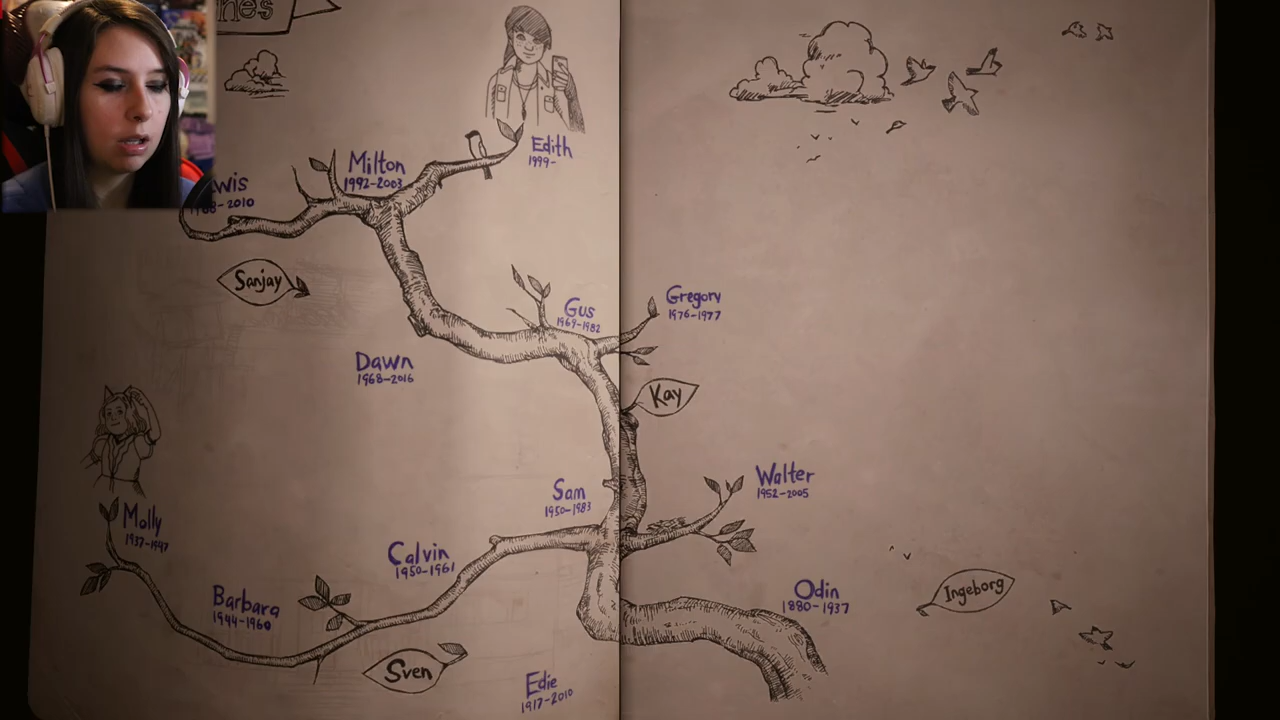 Edith
1999-
Milton
1992-2003
-2010
Sanjay
Gus
1969-1982
Gregory
1976-1977
Dawn
1968-2016
Kay
Sam
1950-1983
Walter
1952-2005
Molly
1937-1947
Calvin
1950-1961
Barbara
1944-1960
Odin
1880-1937
Ingeborg
Sven
Edie
1917-2010